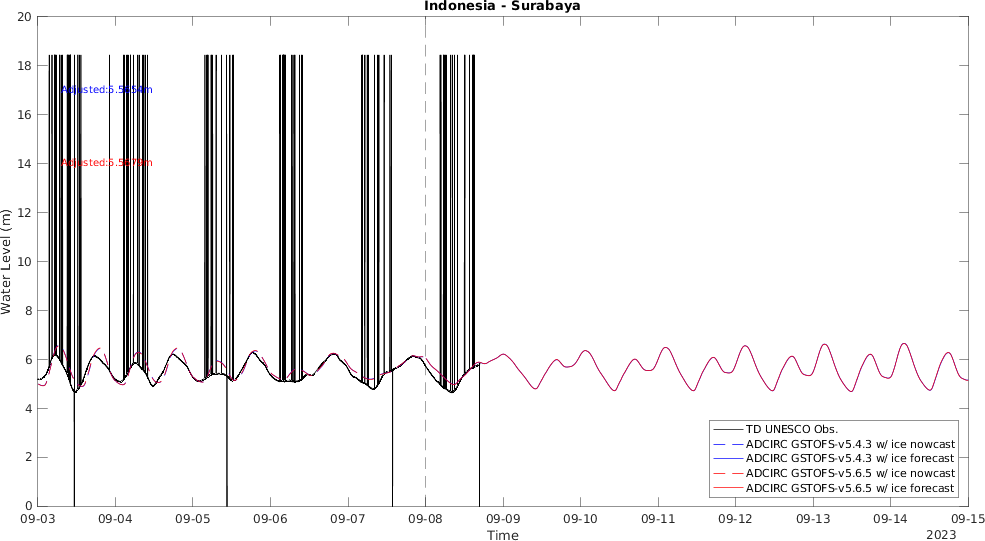 Indonesia - Surabaya
20
18
16
14
12
10
8
6
4
2
0
Water Level (m)
09-03 09-04 09-05 09-06 09-07 09-08 09-09 09-10 09-11 09-12 09-13 09-14 09-15
Time
2023
TD UNESCO Obs.
ADCIRC GSTOFS-v5.4.3 w/ ice nowcast
ADCIRC GSTOFS-v5.4.3 w/ ice forecast
ADCIRC GSTOFS-v5.6.5 w/ ice nowcast
ADCIRC GSTOFS-v5.6.5 w/ ice forecast